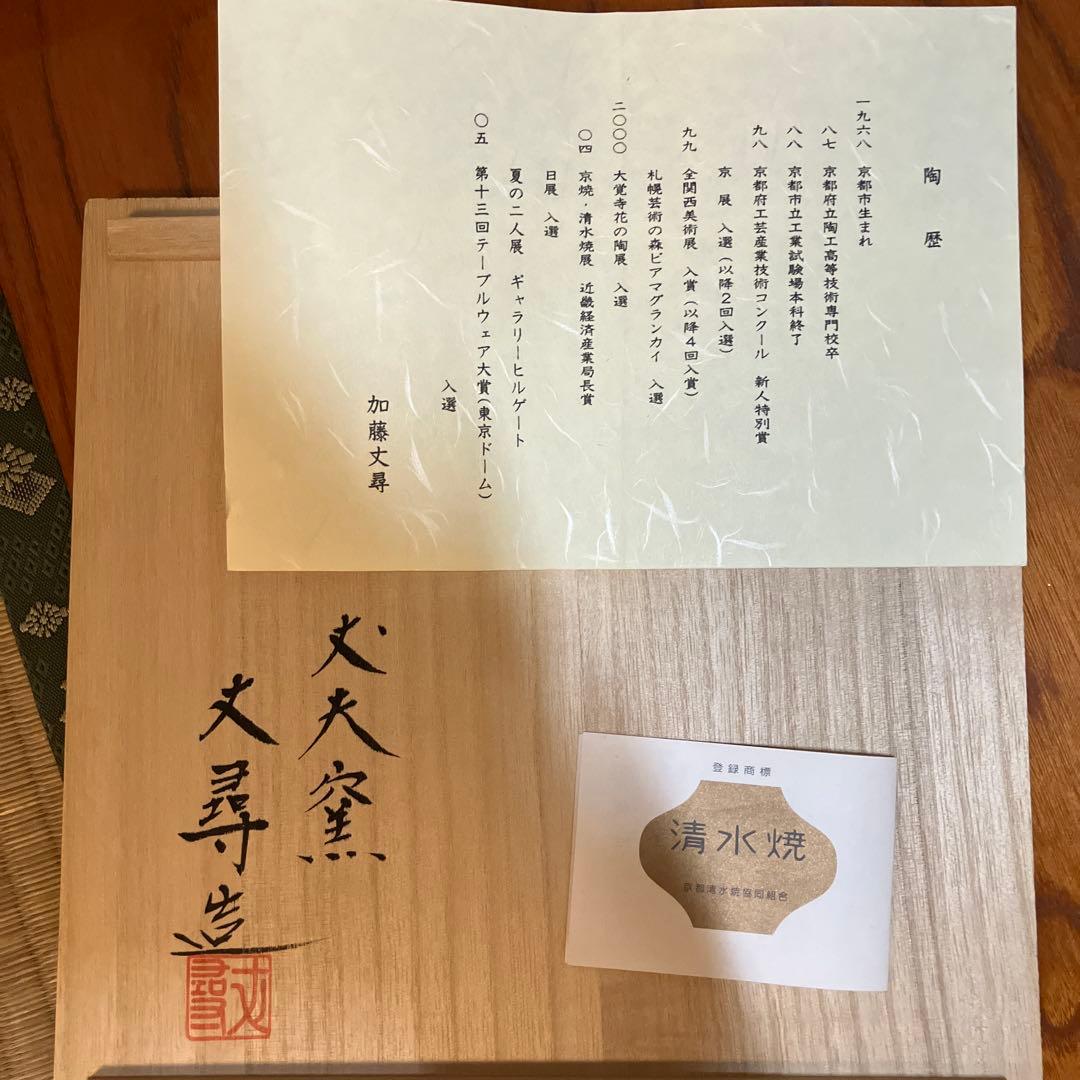 陶歴
一九六八 京都市生まれ
八七 京都府立陶工高等技術専門校卒
八八 京都市立工業試験場本科終了
九八 京都府工芸産業技術コンクール 新人特別賞
京展 入選(以降2回入選)
九九 全関西美術展 入賞(以降4回入賞)
札幌芸術の森ビアマグランカイ 入選
二〇〇〇 大覚寺花の陶展 入選
〇四 京焼・清水焼展 近畿経済産業局長賞
日展 入選
夏の二人展 ギャラリーヒルゲート
〇五 第十三回テーブルウェア大賞(東京ドーム)
入選
加藤丈尋
丈夫窯
丈尋造
丈尋
登録商標
清水焼
京都清水焼協同組合